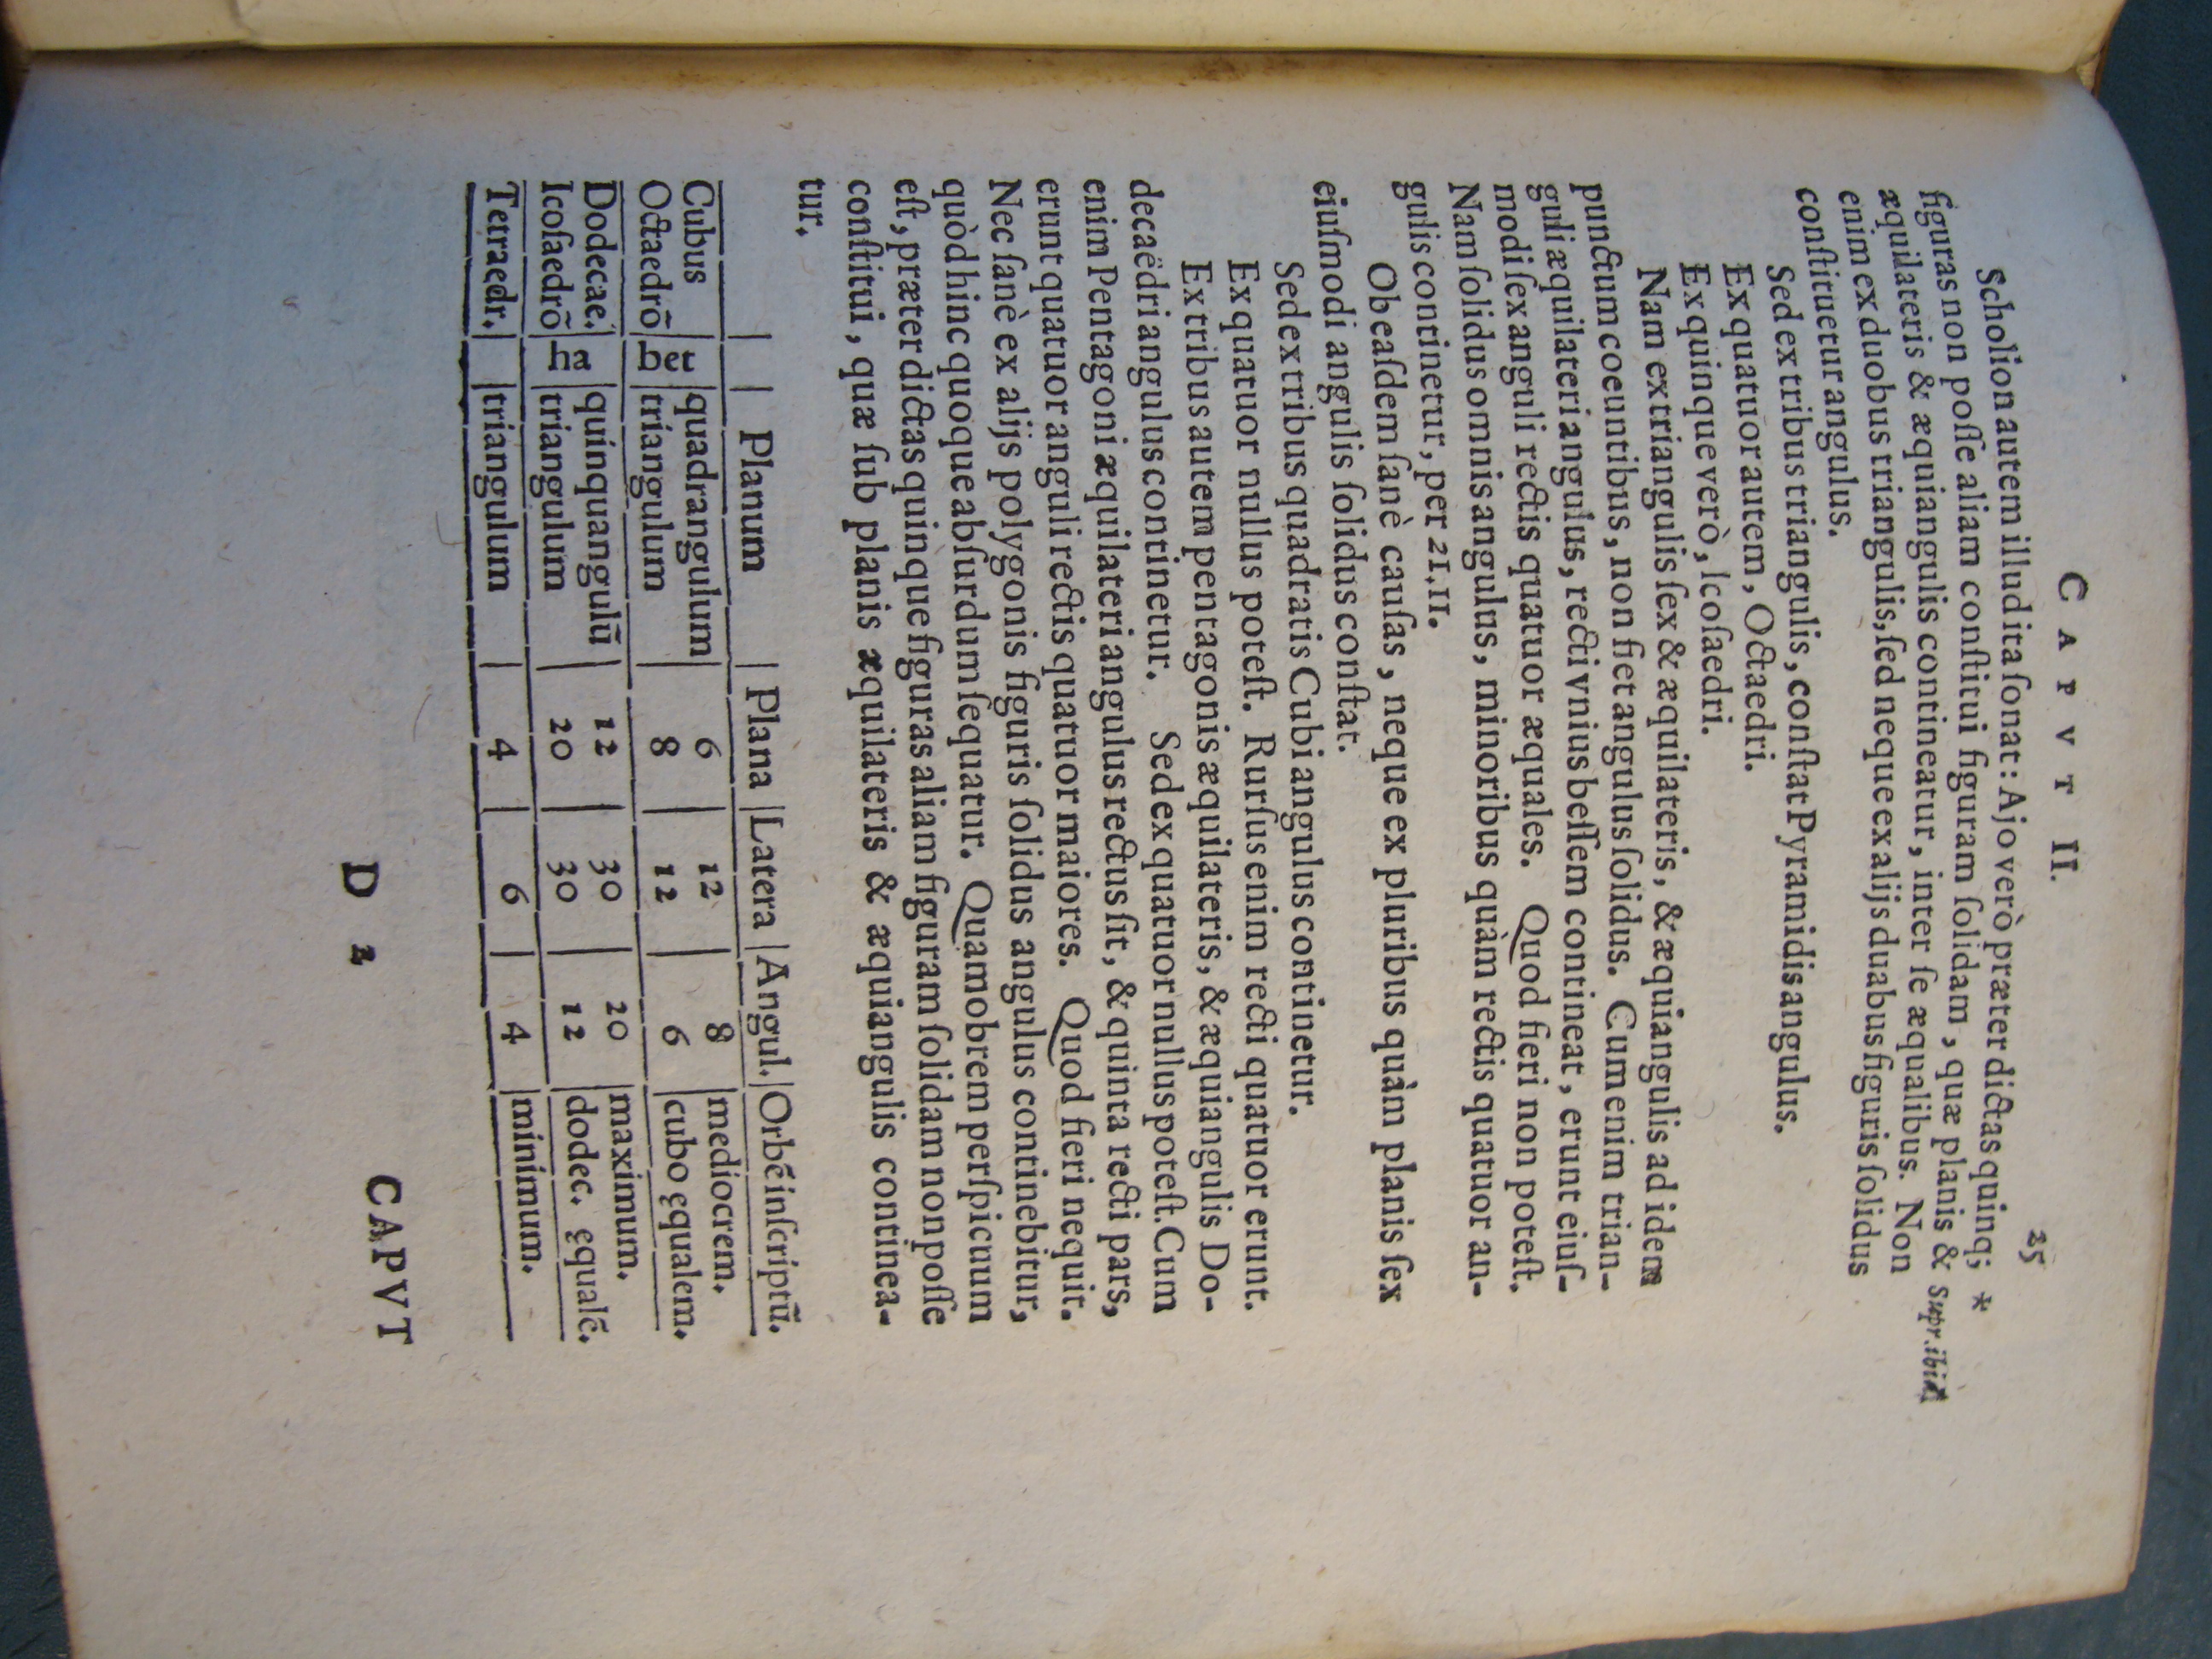 CAPVT II. 25
Scholion autem illud ita ſonat: Ajo verò præter dictas quinq; *
figuras non poſſe aliam conſtitui figuram ſolidam, quæ planis & Supr. ibid
æquilateris & æquiangulis contineatur, inter ſe æqualibus. Non
enim ex duobus triangulis, ſed neque ex alijs duabus figuris ſolidus
conſtituetur angulus.
Sed ex tribus triangulis, conſtat Pyramidis angulus.
Ex quatuor autem, Octaedri.
Ex quinque verò, Icoſaedri.
Nam ex triangulis ſex & æquilateris, & æquiangulis ad idem
punctum coeuntibus, non fiet angulus ſolidus. Cum enim trian-
guli æquilateri angulus, recti vnius beſſem contineat, erunt eiuſ-
modi ſex anguli rectis quatuor æquales. Quod fieri non poteſt.
Nam ſolidus omnis angulus, minoribus quàm rectis quatuor an-
gulis continetur, per 21. II.
Ob eaſdem ſanè cauſas, neque ex pluribus quàm planis ſex
eiuſmodi angulis ſolidus conſtat.
Sed ex tribus quadratis Cubi angulus continetur.
Ex quatuor nullus poteſt. Rurſus enim recti quatuor erunt.
Ex tribus autem pentagonis æquilateris, & æquiangulis Do-
decaëdri angulus continetur. Sed ex quatuor nullus poteſt. Cum
enim Pentagoni æquilateri angulus rectus ſit, & quinta recti pars,
erunt quatuor anguli rectis quatuor maiores. Quod fieri nequit.
Nec ſanè ex alijs polygonis figuris ſolidus angulus continebitur,
quòd hinc quoque abſurdum ſequatur. Quamobrem perſpicuum
eſt, præter dictas quinque figuras aliam figuram ſolidam non poſſe
conſtitui, quæ ſub planis æquilateris & æquiangulis continea-
tur.
| | Planum | Plana | Latera | Angul. | Orbē inſcriptū.
Cubus | et | quadrangulum | 6 | 12 | 8 | mediocrem.
Octaedrō | b | triangulum | 8 | 12 | 6 | cubo ęqualem.
Dodecae. | a | quinquangulū | 12 | 30 | 20 | maximum.
Icoſaedrō | h | triangulum | 20 | 30 | 12 | dodec. ęqualē.
Tetraedr. | | triangulum | 4 | 6 | 4 | minimum.
D 2 CAPVT